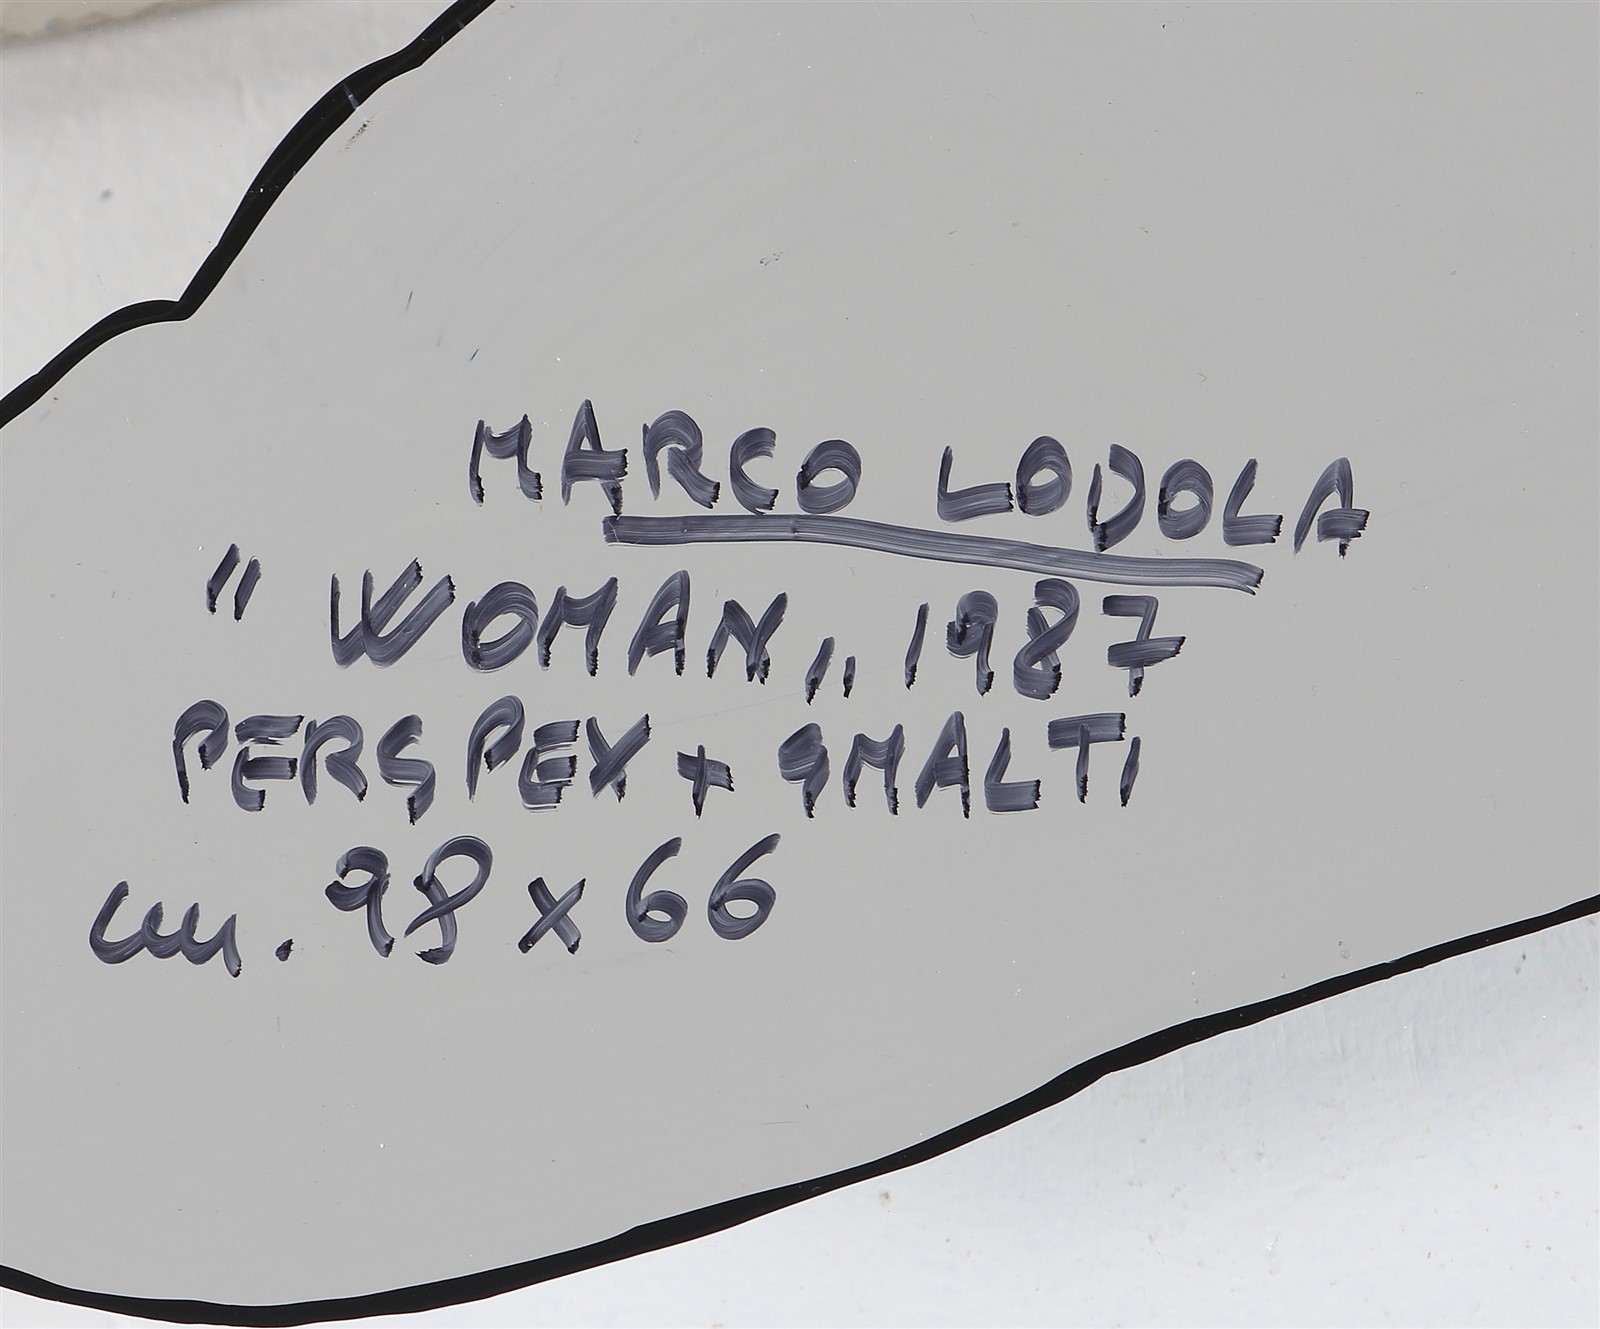 MARCO LODOLA
"WOMAN„ 1987
PERSPEX + SMALTI
cm. 98 x 66